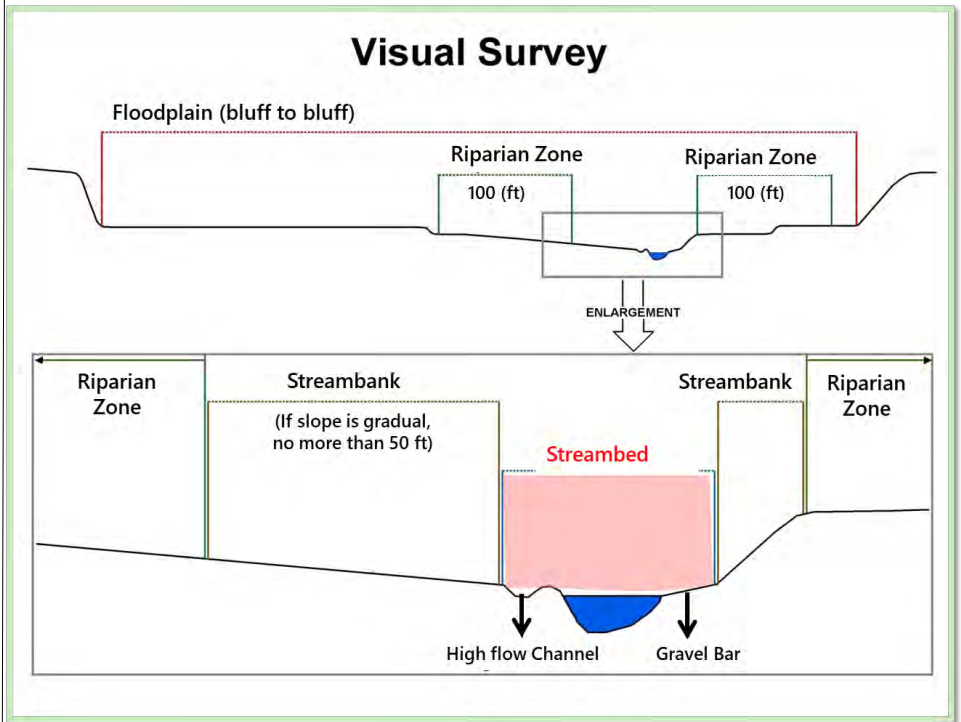 Visual Survey
Floodplain (bluff to bluff)
Riparian Zone
100 (ft)
Riparian Zone
100 (ft)
ENLARGEMENT
Riparian
Zone
Streambank
(If slope is gradual,
no more than 50 ft)
Streambed
Streambank
Riparian
Zone
High flow Channel
Gravel Bar